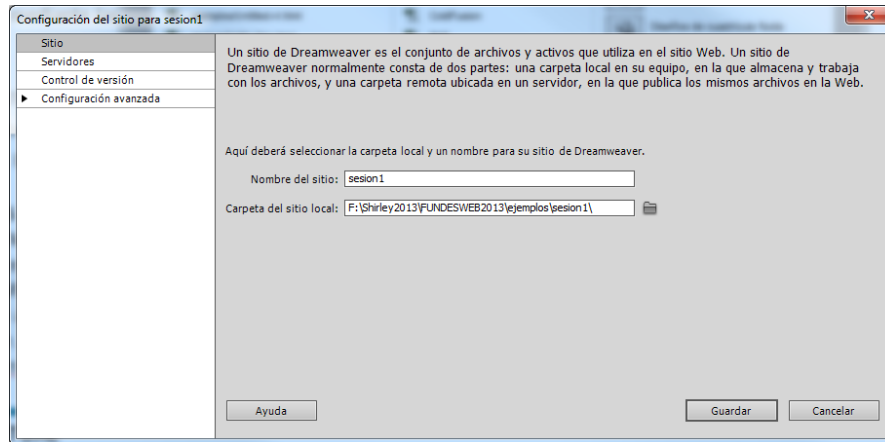 Configuración del sitio para sesion1
Sitio
Servidores
Control de versión
Configuración avanzada
Un sitio de Dreamweaver es el conjunto de archivos y activos que utiliza en el sitio Web. Un sitio de
Dreamweaver normalmente consta de dos partes: una carpeta local en su equipo, en la que almacena y trabaja
con los archivos, y una carpeta remota ubicada en un servidor, en la que publica los mismos archivos en la Web.
Aquí deberá seleccionar la carpeta local y un nombre para su sitio de Dreamweaver.
Nombre del sitio: sesion1
Carpeta del sitio local: F:\Shirley2013\FUNDESWEB2013\ejemplos\sesion1\
Ayuda Guardar Cancelar